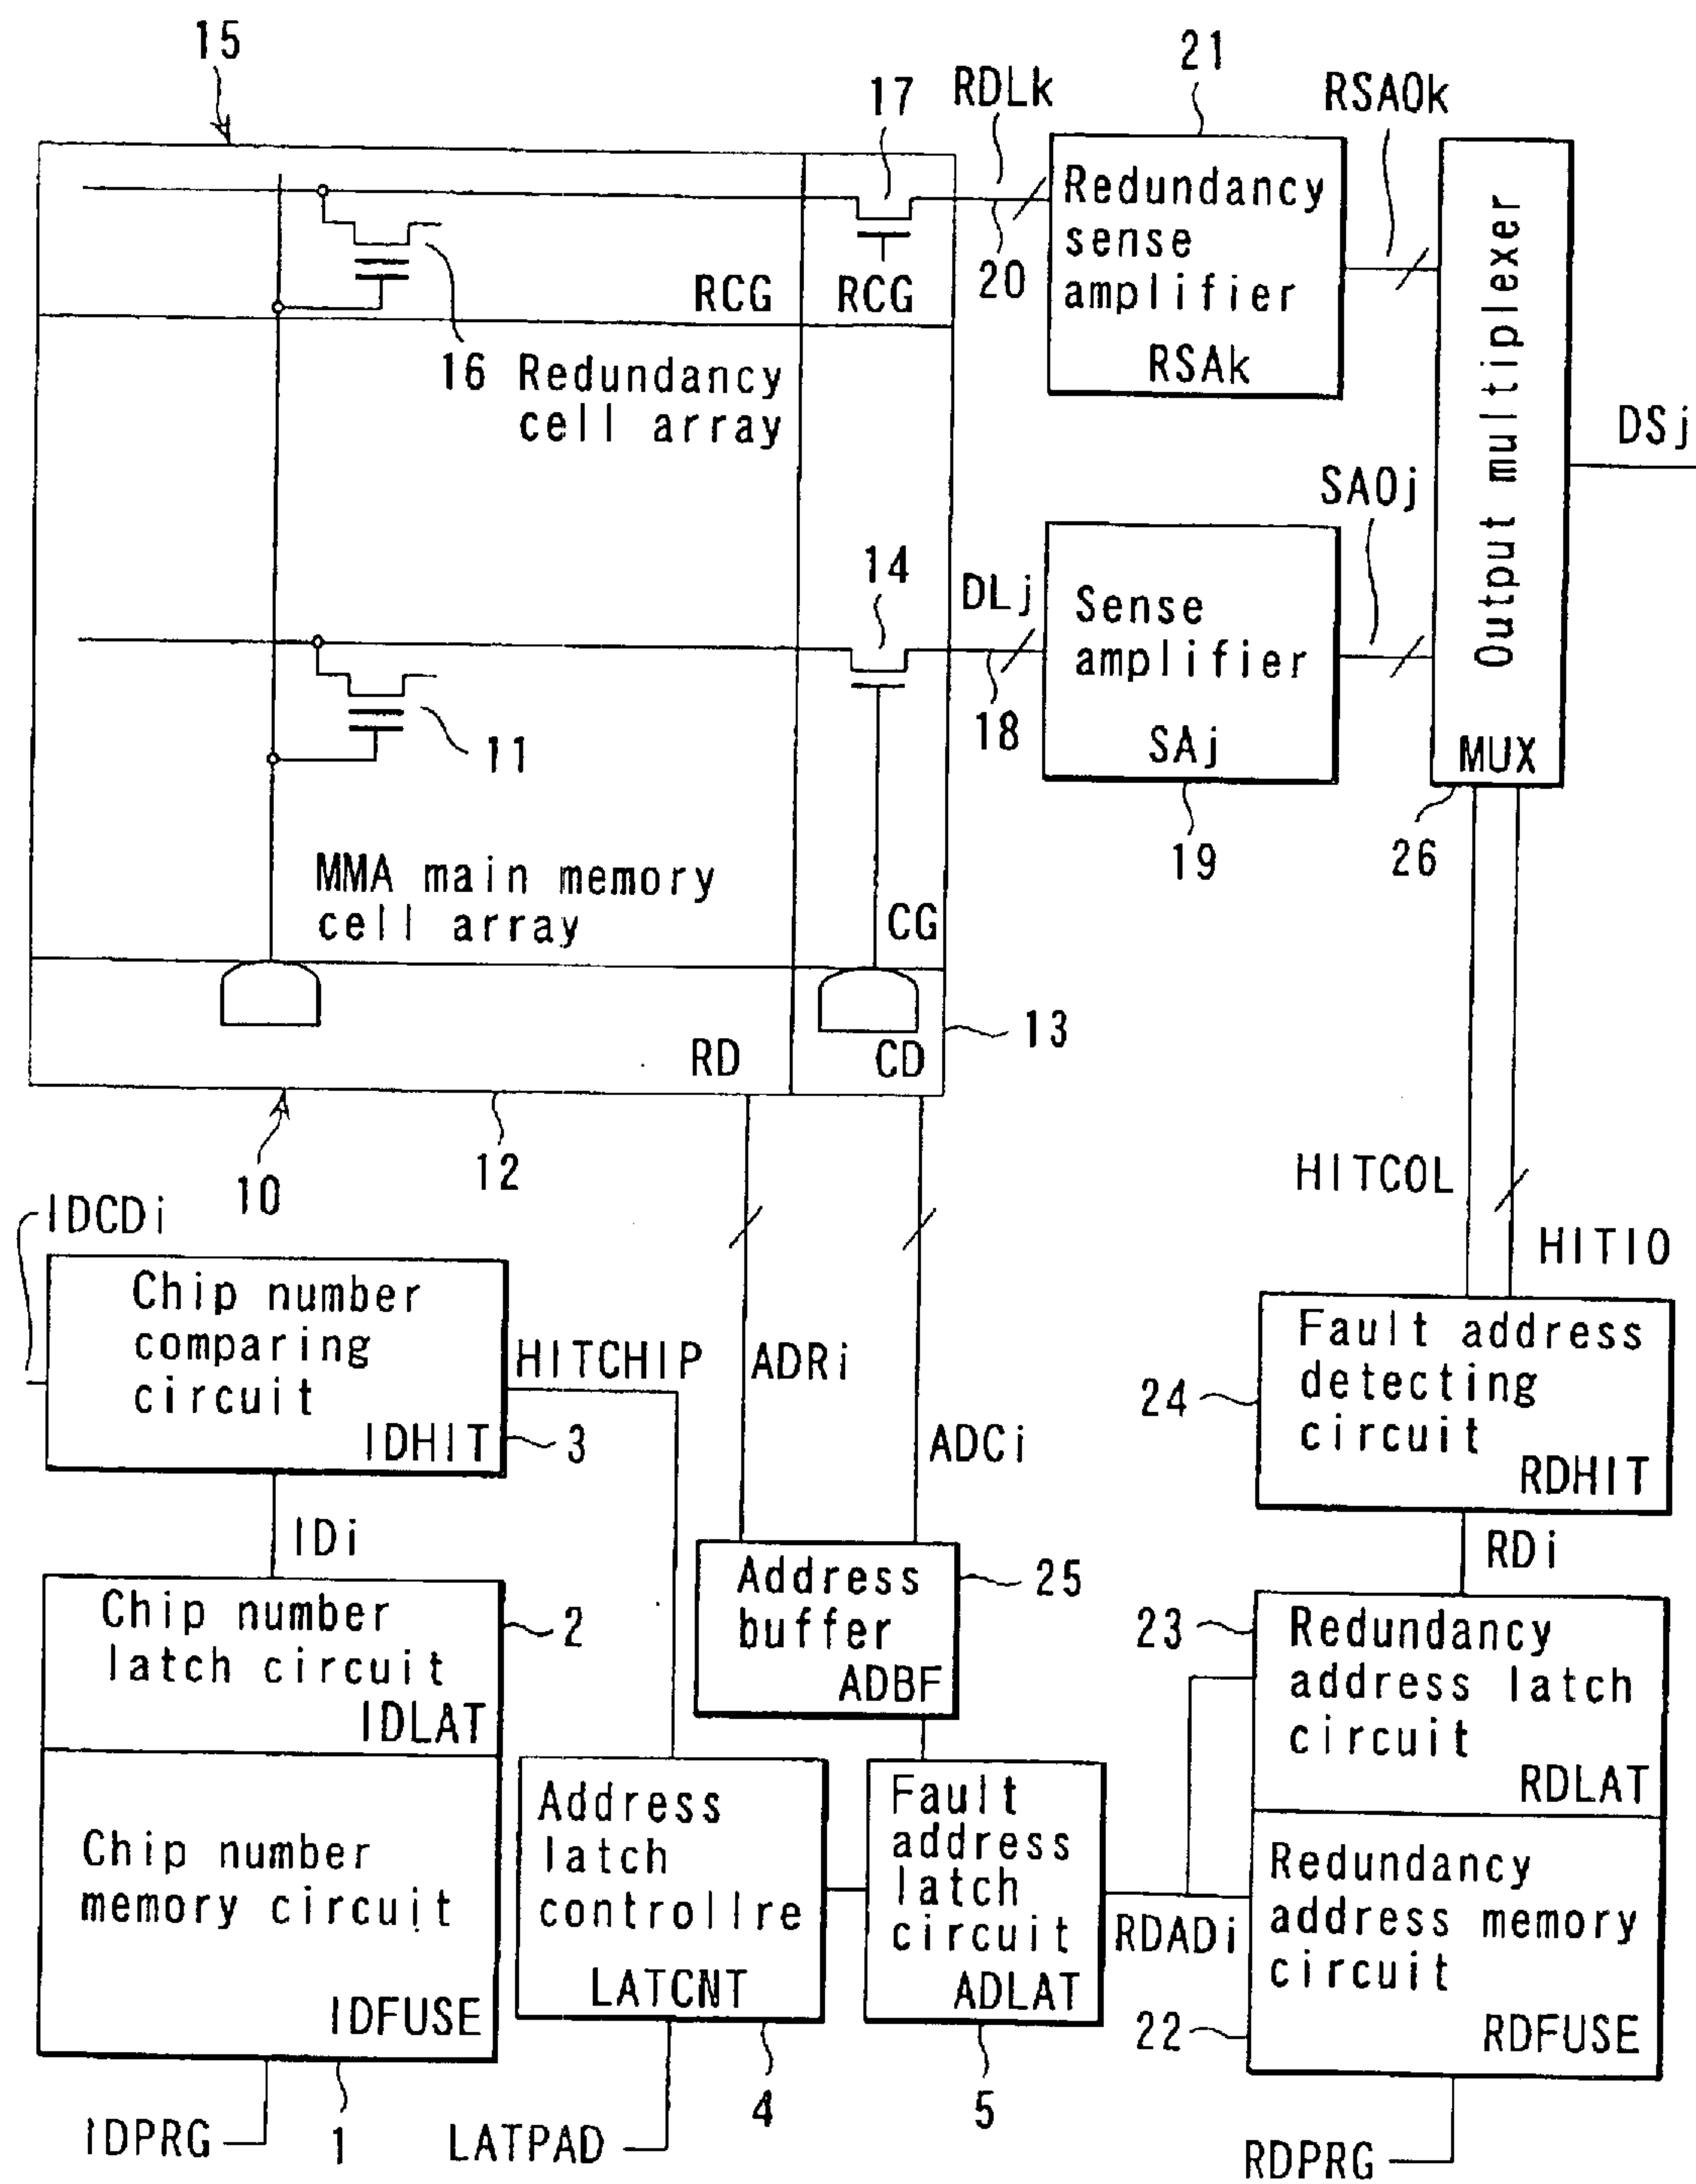 15
21
RDLk
RSAOk
17
Redundancy
sense
amplifier
RSAk
20
RCG
RCG
16 Redundancy
cell array
Output multiplexer
MUX
DSj
SAOj
14
DLj
Sense
amplifier
SAj
18
11
19
26
MMA main memory
cell array
CG
RD
CD
13
10
12
HITCOL
HITIO
IDCDi
Chip number
comparing
circuit
IDHIT
3
HITCHIP
ADRi
ADCi
24
Fault address
detecting
circuit
RDHIT
IDi
RDi
Chip number
latch circuit
IDLAT
2
Address
buffer
ADBF
25
23
Redundancy
address latch
circuit
RDLAT
Chip number
memory circuit
IDFUSE
Address
latch
controllre
LATCNT
Fault
address
latch
circuit
ADLAT
RDADi
Redundancy
address memory
circuit
RDFUSE
22
IDPRG
1
LATPAD
4
5
RDPRG